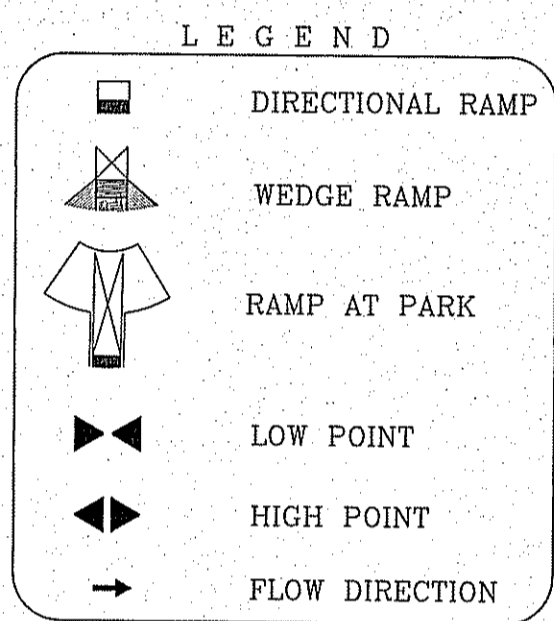 LEGEND
DIRECTIONAL RAMP
WEDGE RAMP
RAMP AT PARK
LOW POINT
HIGH POINT
FLOW DIRECTION